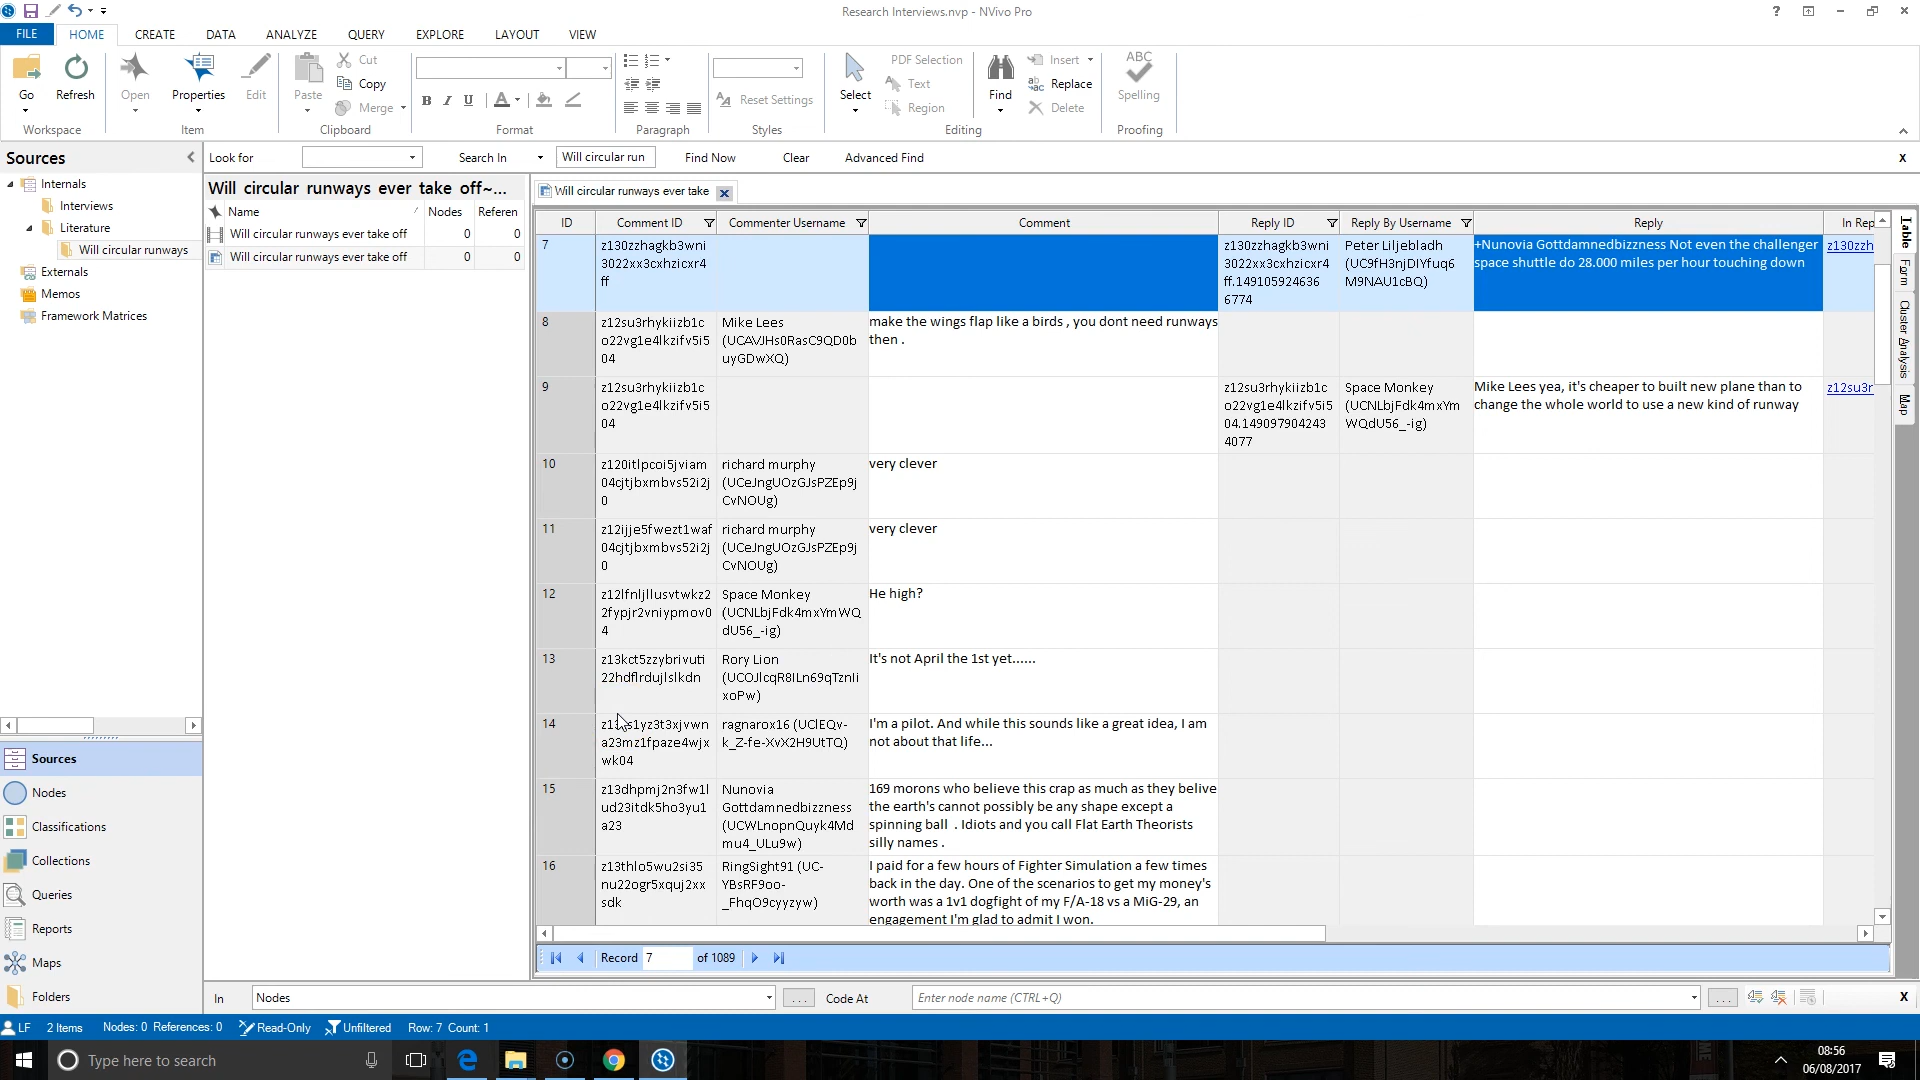 Research Interviews.nvp - NVivo Pro
FILE HOME CREATE DATA ANALYZE QUERY EXPLORE LAYOUT VIEW
Go
Refresh
Workspace
Open
Properties
Edit
Item
Paste
Cut
Copy
Merge
Clipboard
B I U A
Format
Paragraph
Reset Settings
Styles
Select
PDF Selection
Text
Region
Find
Insert
Replace
Delete
Editing
ABC
Spelling
Proofing
Sources
Internals
Interviews
Literature
Will circular runways
Externals
Memos
Framework Matrices
Look for Search In Will circular run Find Now Clear Advanced Find X
Will circular runways ever take off~...
Name Nodes Referen
Will circular runways ever take off 0 0
Will circular runways ever take off 0 0
Will circular runways ever take
ID Comment ID Commenter Username Comment Reply ID Reply By Username Reply In Rep
7
z130zzhagkb3wni
3022xx3cxhzicxr4
ff
z130zzhagkb3wni
3022xx3cxhzicxr4
ff.149105924636
6774
Peter Liljebladh
(UC9fH3njDIYfuq6
M9NAU1cBQ)
+Nunovia Gottdamnedbizzness Not even the challenger
space shuttle do 28.000 miles per hour touching down
z130zzh
8
z12su3rhykiizb1c
o22vg1e4lkzifv5i5
04
Mike Lees
(UCAVJHs0RasC9QD0b
uyGDwXQ)
make the wings flap like a birds , you dont need runways
then .
9
z12su3rhykiizb1c
o22vg1e4lkzifv5i5
04
z12su3rhykiizb1c
o22vg1e4lkzifv5i5
04.149097904243
4077
Space Monkey
(UCNLbjFdk4mxYm
WQdU56_-ig)
Mike Lees yea, it's cheaper to built new plane than to
change the whole world to use a new kind of runway
z12su3r
10
z120itlpcoi5jviam
04cjtjbxmbvs52i2j
0
richard murphy
(UCeJngUOzGJsPZEp9j
CvNOUg)
very clever
11
z12ijje5fwezt1waf
04cjtjbxmbvs52i2j
0
richard murphy
(UCeJngUOzGJsPZEp9j
CvNOUg)
very clever
12
z12lfnljllusvtwkz2
2fypjr2vniypmov0
4
Space Monkey
(UCNLbjFdk4mxYmWQ
dU56_-ig)
He high?
13
z13kct5zzybrivuti
22hdflrdujlslkdn
Rory Lion
(UCOJlcqR8ILn69qTznIi
xoPw)
It's not April the 1st yet......
14
a23mz1fpaze4wjx
wk04
ragnarox16 (UClEQv-
k_Z-fe-XvX2H9UtTQ)
I'm a pilot. And while this sounds like a great idea, I am
not about that life...
15
z13dhpmj2n3fw1l
ud23itdk5ho3yu1
a23
Nunovia
Gottdamnedbizzness
(UCWLnopnQuyk4Md
mu4_ULu9w)
169 morons who believe this crap as much as they belive
the earth's cannot possibly be any shape except a
spinning ball . Idiots and you call Flat Earth Theorists
silly names .
16
z13thlo5wu2si35
nu22ogr5xquj2xx
sdk
RingSight91 (UC-
YBsRF9oo-
_FhqO9cyyzyw)
I paid for a few hours of Fighter Simulation a few times
back in the day. One of the scenarios to get my money's
worth was a 1v1 dogfight of my F/A-18 vs a MiG-29, an
engagement I'm glad to admit I won.
Table
Form
Cluster Analysis
Map
Record 7 of 1089
Sources
Nodes
Classifications
Collections
Queries
Reports
Maps
Folders
In Nodes ... Code At Enter node name (CTRL+Q) ... X
LF 2 Items Nodes: 0 References: 0 Read-Only Unfiltered Row: 7 Count: 1
Type here to search
08:56
06/08/2017